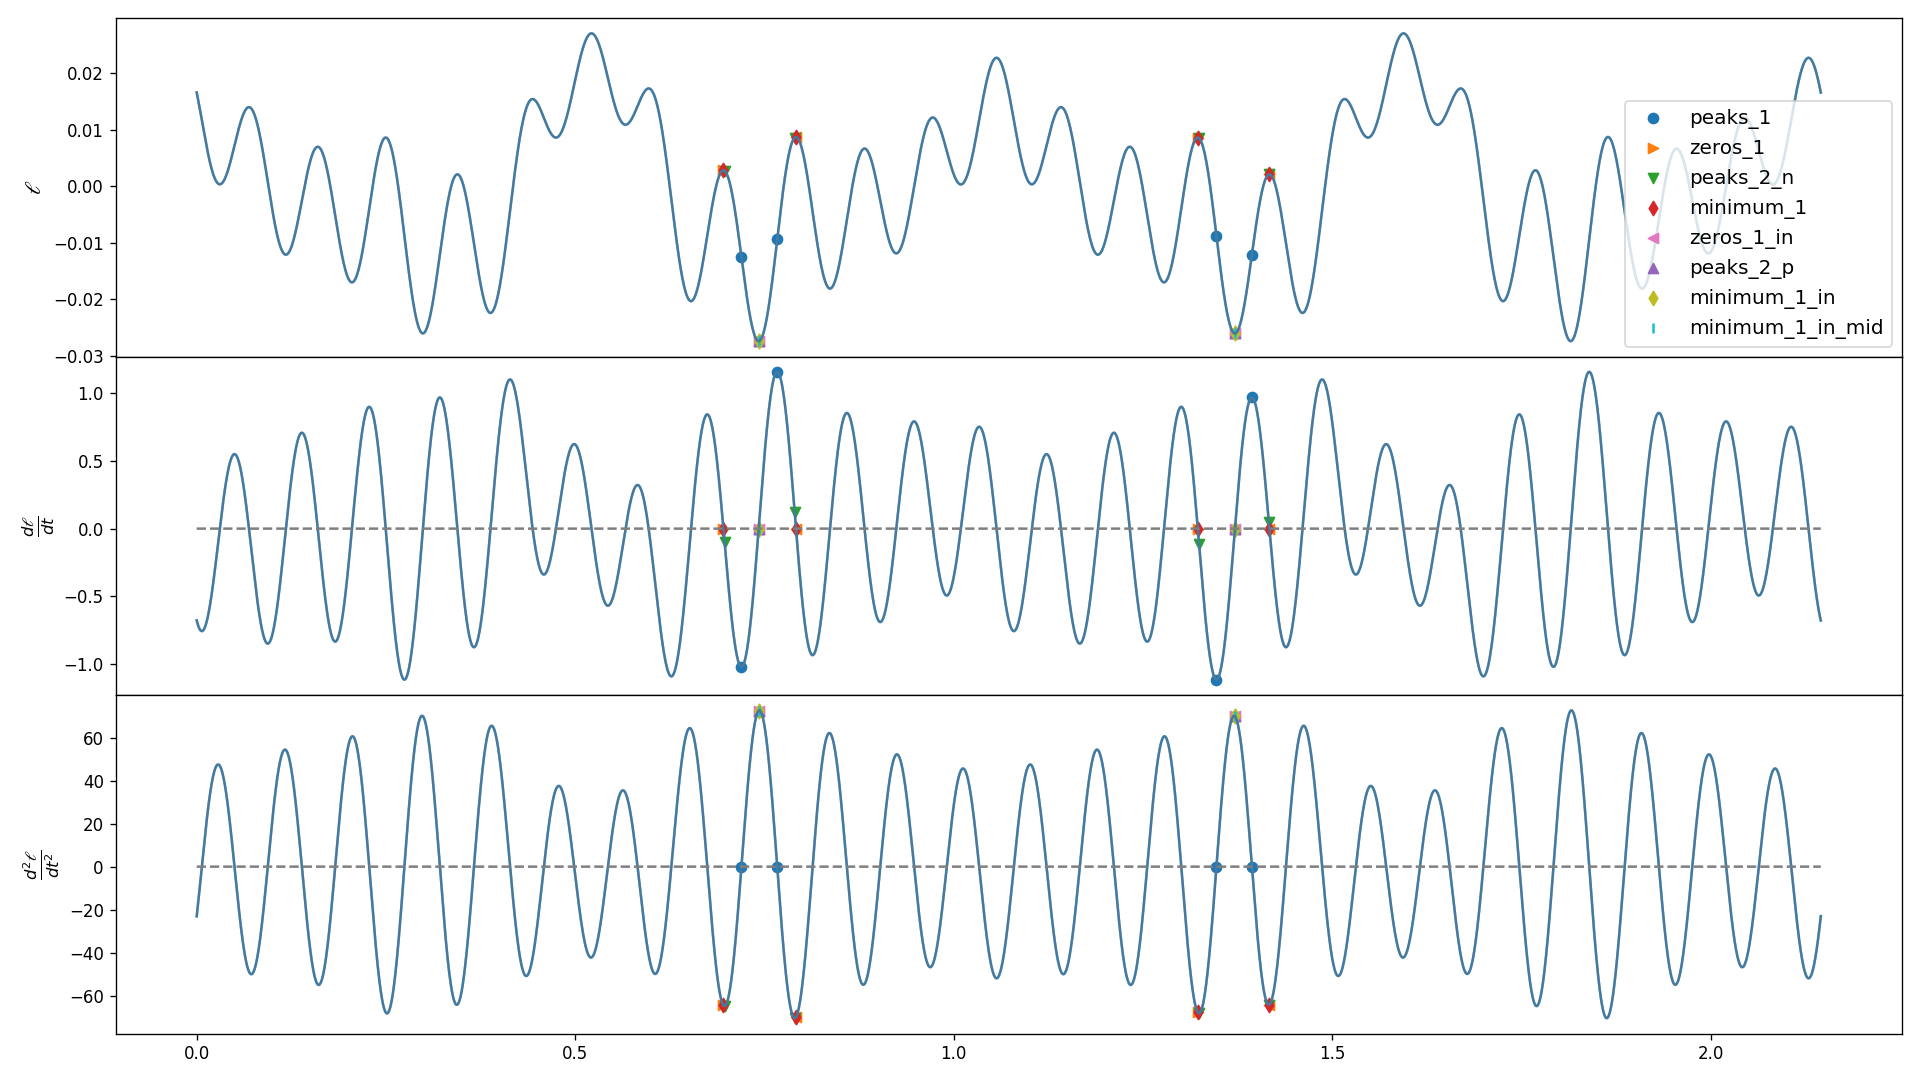 0.02
0.01
0.00
−0.01
−0.02
−0.03
ℓ
peaks_1
zeros_1
peaks_2_n
minimum_1
zeros_1_in
peaks_2_p
minimum_1_in
minimum_1_in_mid
1.0
0.5
0.0
−0.5
−1.0
dℓ
dt
60
40
20
0
−20
−40
−60
d²ℓ
dt²
0.0 0.5 1.0 1.5 2.0